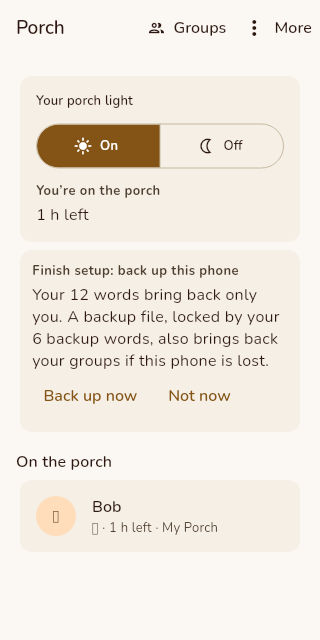 Porch
Groups
More
Your porch light
On
Off
You're on the porch
1 h left
Finish setup: back up this phone
Your 12 words bring back only
you. A backup file, locked by your
6 backup words, also brings back
your groups if this phone is lost.
Back up now
Not now
On the porch
Bob
· 1 h left · My Porch